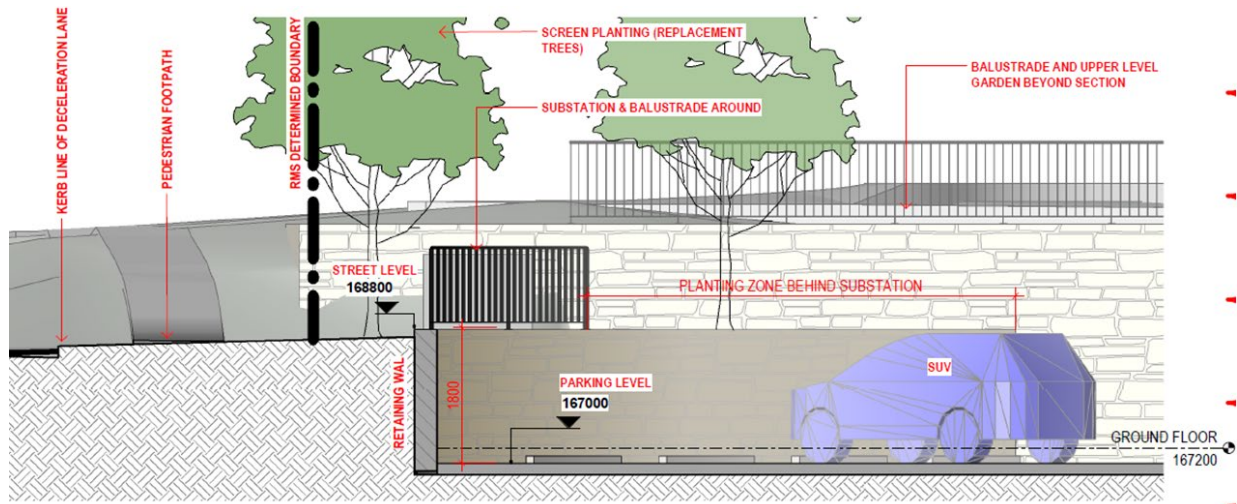 KERB LINE OF DECELERATION LANE
PEDESTRIAN FOOTPATH
RMS DETERMINED BOUNDARY
SCREEN PLANTING (REPLACEMENT
TREES)
SUBSTATION & BALUSTRADE AROUND
BALUSTRADE AND UPPER LEVEL
GARDEN BEYOND SECTION
STREET LEVEL
168800
PLANTING ZONE BEHIND SUBSTATION
RETAINING WAL
1800
PARKING LEVEL
167000
SUV
GROUND FLOOR
167200